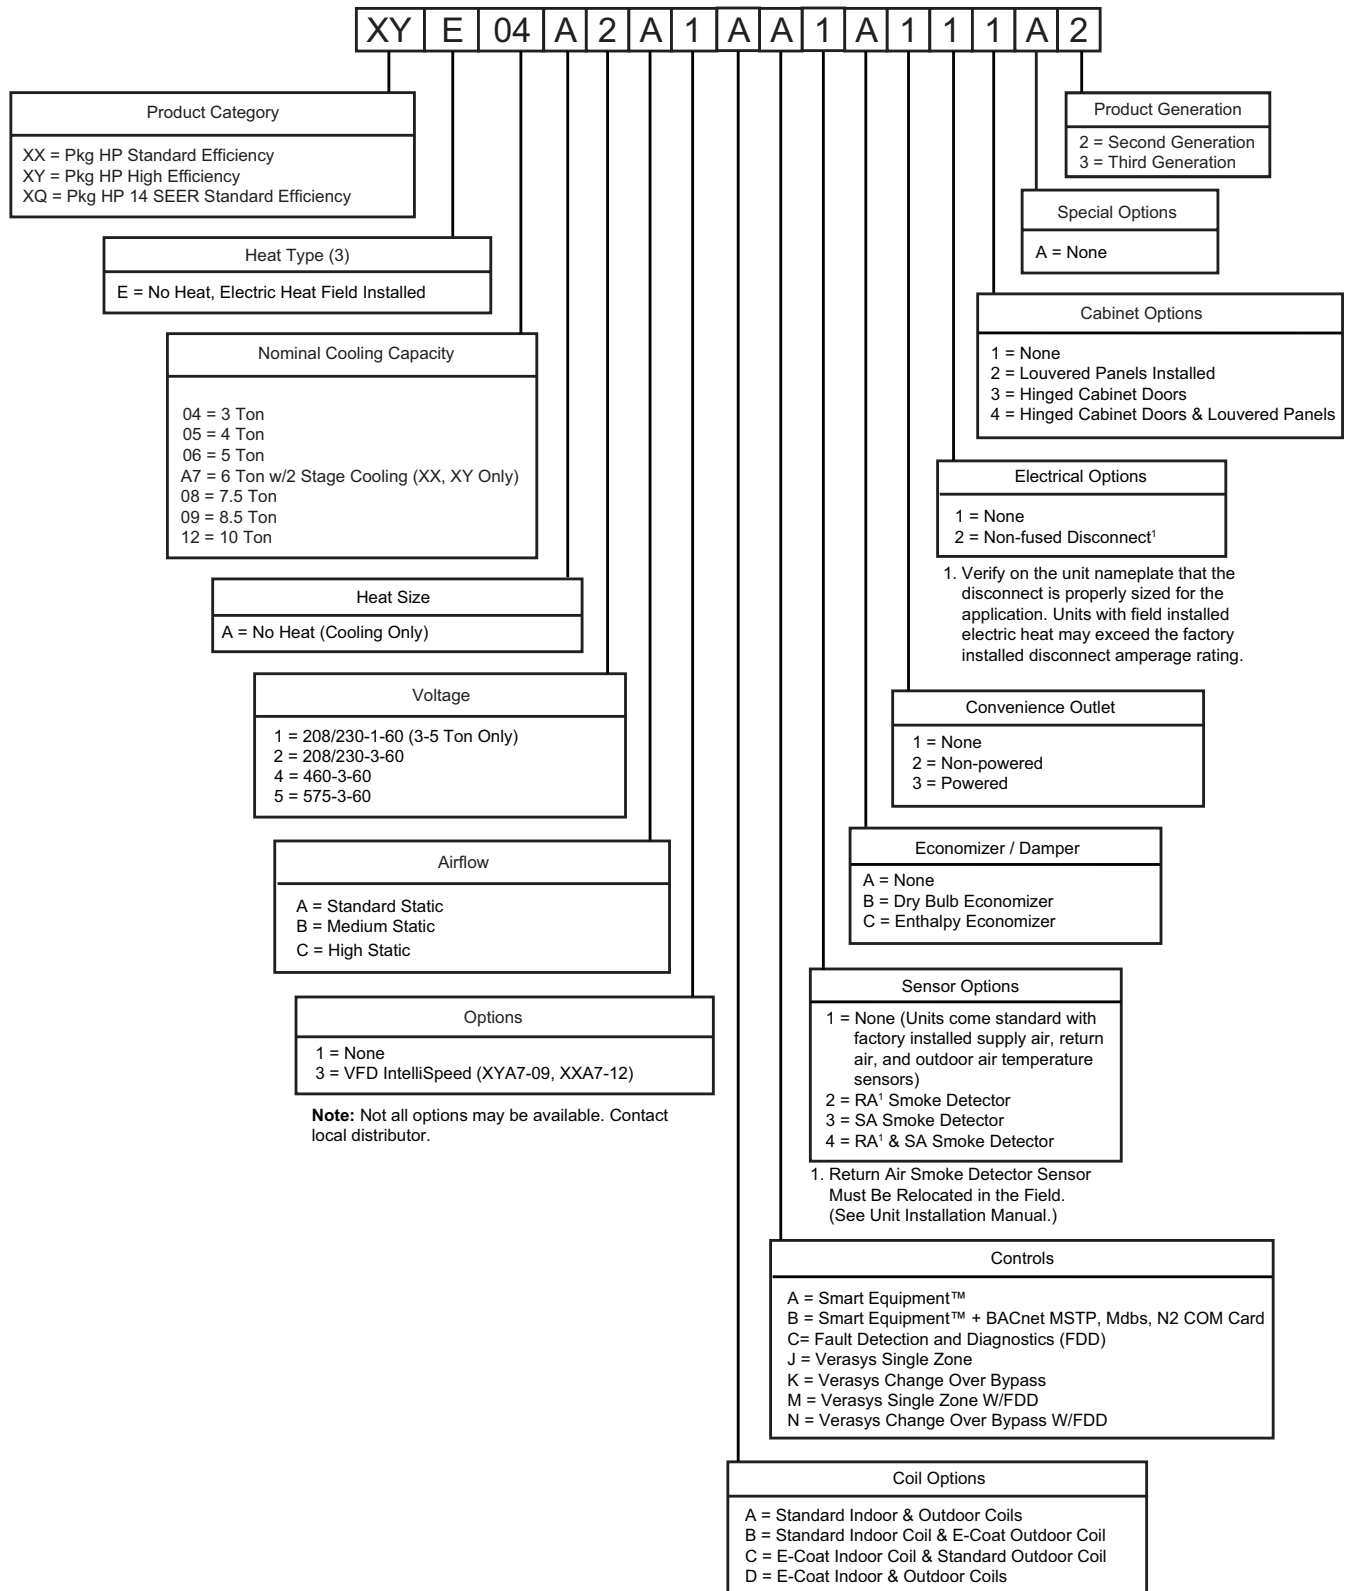 XY E 04 A 2 A 1 A A 1 A 1 1 1 A 2
Product Category
XX = Pkg HP Standard Efficiency
XY = Pkg HP High Efficiency
XQ = Pkg HP 14 SEER Standard Efficiency
Heat Type (3)
E = No Heat, Electric Heat Field Installed
Nominal Cooling Capacity
04 = 3 Ton
05 = 4 Ton
06 = 5 Ton
A7 = 6 Ton w/2 Stage Cooling (XX, XY Only)
08 = 7.5 Ton
09 = 8.5 Ton
12 = 10 Ton
Heat Size
A = No Heat (Cooling Only)
Voltage
1 = 208/230-1-60 (3-5 Ton Only)
2 = 208/230-3-60
4 = 460-3-60
5 = 575-3-60
Airflow
A = Standard Static
B = Medium Static
C = High Static
Options
1 = None
3 = VFD IntelliSpeed (XYA7-09, XXA7-12)
Note: Not all options may be available. Contact
local distributor.
Product Generation
2 = Second Generation
3 = Third Generation
Special Options
A = None
Cabinet Options
1 = None
2 = Louvered Panels Installed
3 = Hinged Cabinet Doors
4 = Hinged Cabinet Doors & Louvered Panels
Electrical Options
1 = None
2 = Non-fused Disconnect¹
1. Verify on the unit nameplate that the
disconnect is properly sized for the
application. Units with field installed
electric heat may exceed the factory
installed disconnect amperage rating.
Convenience Outlet
1 = None
2 = Non-powered
3 = Powered
Economizer / Damper
A = None
B = Dry Bulb Economizer
C = Enthalpy Economizer
Sensor Options
1 = None (Units come standard with
factory installed supply air, return
air, and outdoor air temperature
sensors)
2 = RA¹ Smoke Detector
3 = SA Smoke Detector
4 = RA¹ & SA Smoke Detector
1. Return Air Smoke Detector Sensor
Must Be Relocated in the Field.
(See Unit Installation Manual.)
Controls
A = Smart Equipment™
B = Smart Equipment™ + BACnet MSTP, Mdbs, N2 COM Card
C= Fault Detection and Diagnostics (FDD)
J = Verasys Single Zone
K = Verasys Change Over Bypass
M = Verasys Single Zone W/FDD
N = Verasys Change Over Bypass W/FDD
Coil Options
A = Standard Indoor & Outdoor Coils
B = Standard Indoor Coil & E-Coat Outdoor Coil
C = E-Coat Indoor Coil & Standard Outdoor Coil
D = E-Coat Indoor & Outdoor Coils